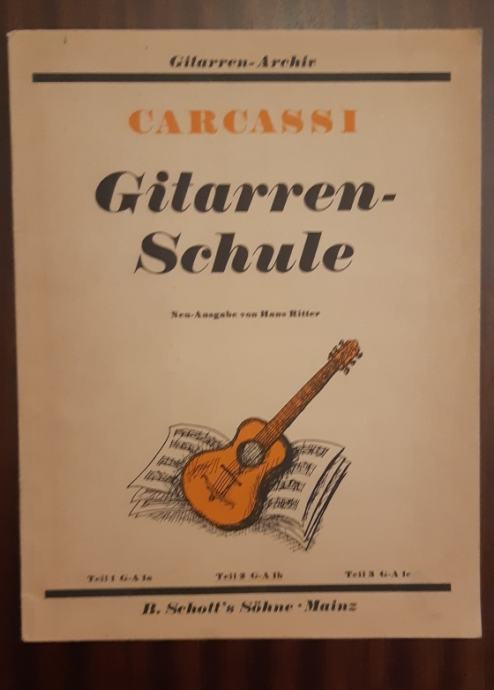 Gitarren-Archiv
CARCASSI
Gitarren-
Schule
Neu-Ausgabe von Hans Ritter
Teil 1 G-A 1a
Teil 2 G-A 1b
Teil 3 G-A 1c
B. Schott's Söhne · Mainz